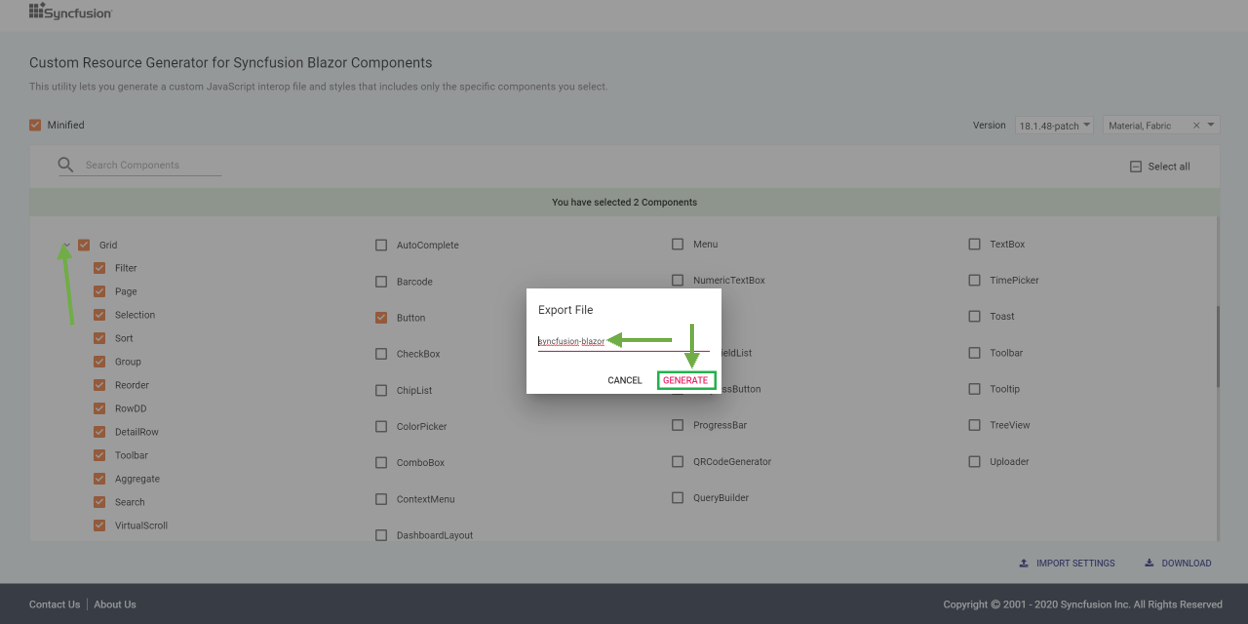 Syncfusion
Custom Resource Generator for Syncfusion Blazor Components
This utility lets you generate a custom JavaScript interop file and styles that includes only the specific components you select.
Minified
Version
18.1.48-patch
Material, Fabric
Search Components
Select all
You have selected 2 Components
Grid
Filter
Page
Selection
Sort
Group
Reorder
RowDD
DetailRow
Toolbar
Aggregate
Search
VirtualScroll
AutoComplete
Barcode
Button
CheckBox
ChipList
ColorPicker
ComboBox
ContextMenu
DashboardLayout
Menu
NumericTextBox
ProgressBar
QRCodeGenerator
QueryBuilder
TextBox
TimePicker
Toast
Toolbar
Tooltip
TreeView
Uploader
Export File
syncfusion-blazor
CANCEL
GENERATE
IMPORT SETTINGS
DOWNLOAD
Contact Us | About Us
Copyright © 2001 - 2020 Syncfusion Inc. All Rights Reserved